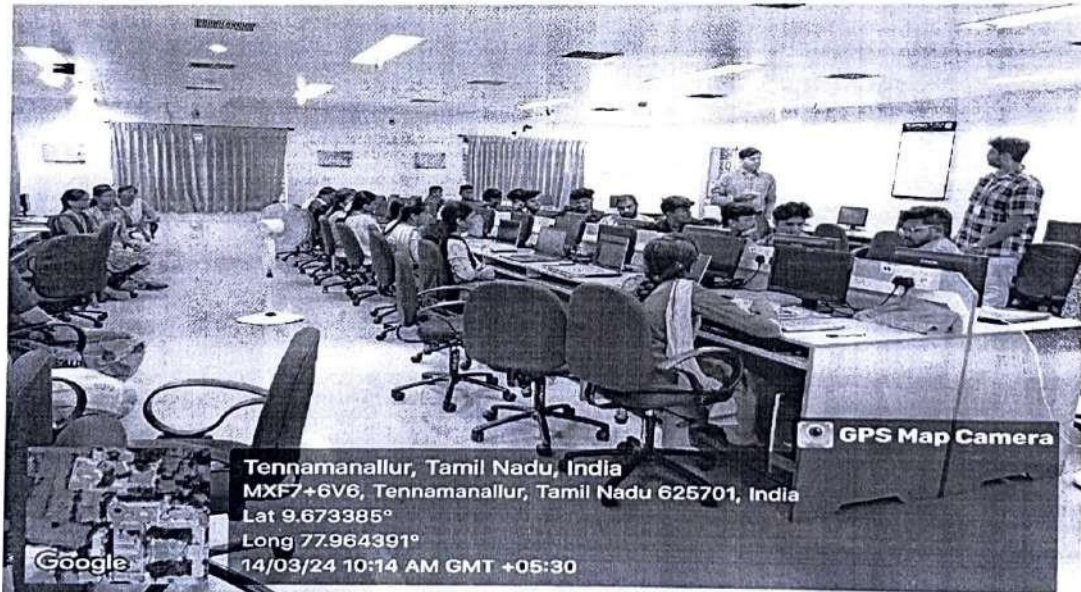 GPS Map Camera
Tennamanallur, Tamil Nadu, India
MXF7+6V6, Tennamanallur, Tamil Nadu 625701, India
Lat 9.673385°
Long 77.964391°
14/03/24 10:14 AM GMT +05:30
Google